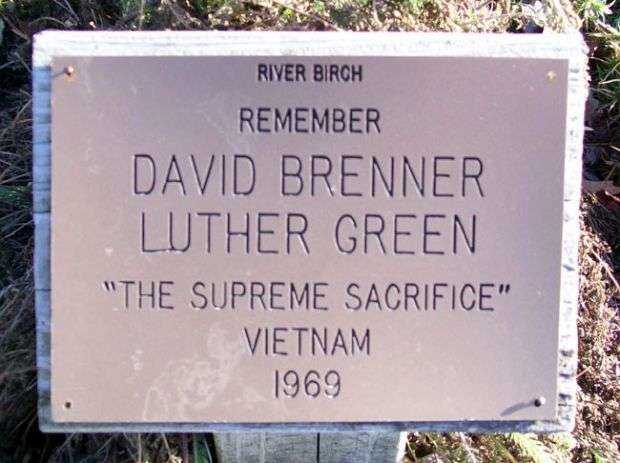 RIVER BIRCH
REMEMBER
DAVID BRENNER
LUTHER GREEN
"THE SUPREME SACRIFICE"
VIETNAM
1969